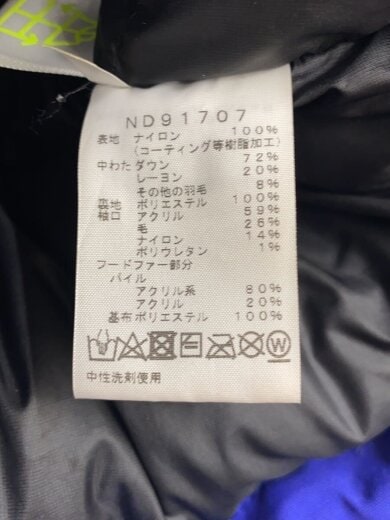 ND91707
表地 ナイロン 100%
(コーティング等樹脂加工)
中わた ダウン 72%
レーヨン 20%
その他の羽毛 8%
裏地 ポリエステル 100%
袖口 アクリル 59%
毛 26%
ナイロン 14%
ポリウレタン 1%
フードファー部分
パイル
アクリル系 80%
アクリル 20%
基布 ポリエステル 100%
W
中性洗剤使用